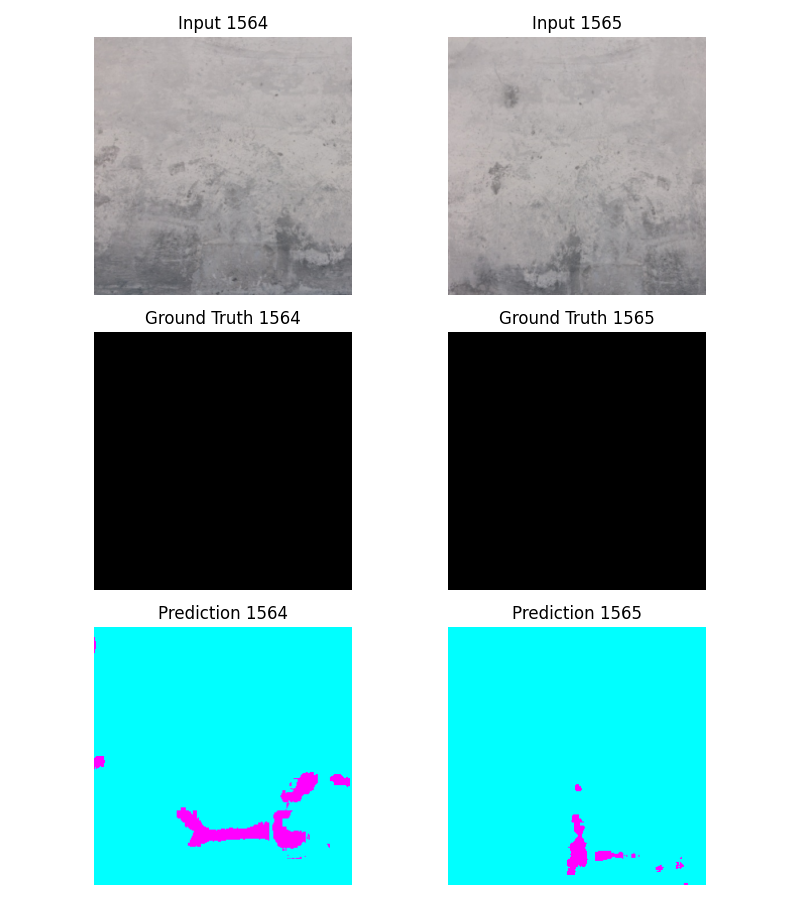 Input 1564
Input 1565
Ground Truth 1564
Ground Truth 1565
Prediction 1564
Prediction 1565